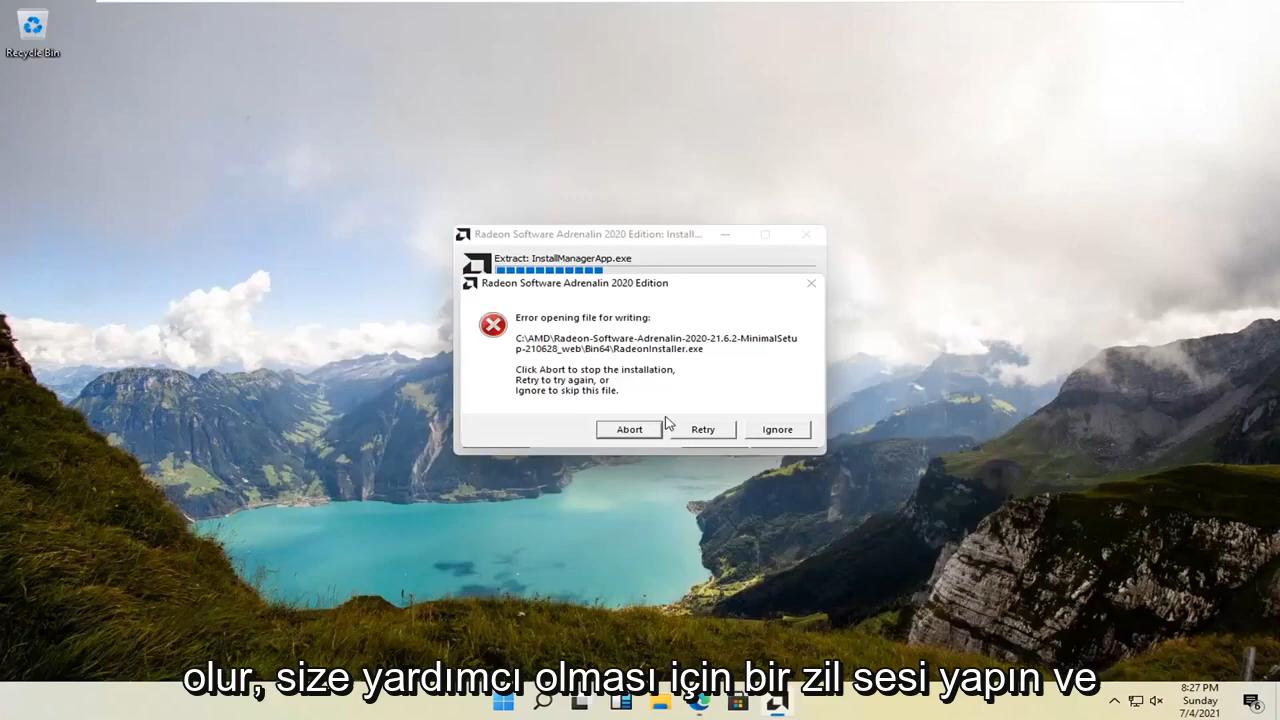 Recycle Bin
Radeon Software Adrenalin 2020 Edition: Install...
Extract: InstallManagerApp.exe
Radeon Software Adrenalin 2020 Edition
Error opening file for writing:
C:\AMD\Radeon-Software-Adrenalin-2020-21.6.2-MinimalSetu
p-210628_web\Bin64\RadeonInstaller.exe
Click Abort to stop the installation,
Retry to try again, or
Ignore to skip this file.
Abort Retry Ignore
olur, size yardımcı olması için bir zil sesi yapın ve
8:27 PM
Sunday
7/4/2021
6